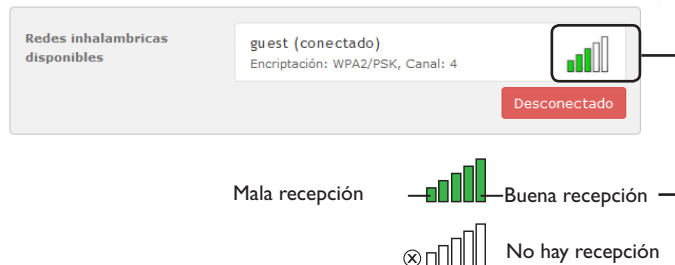 Redes inhalambricas
disponibles
guest (conectado)
Encriptación: WPA2/PSK, Canal: 4
Desconectado
Mala recepción
Buena recepción
No hay recepción